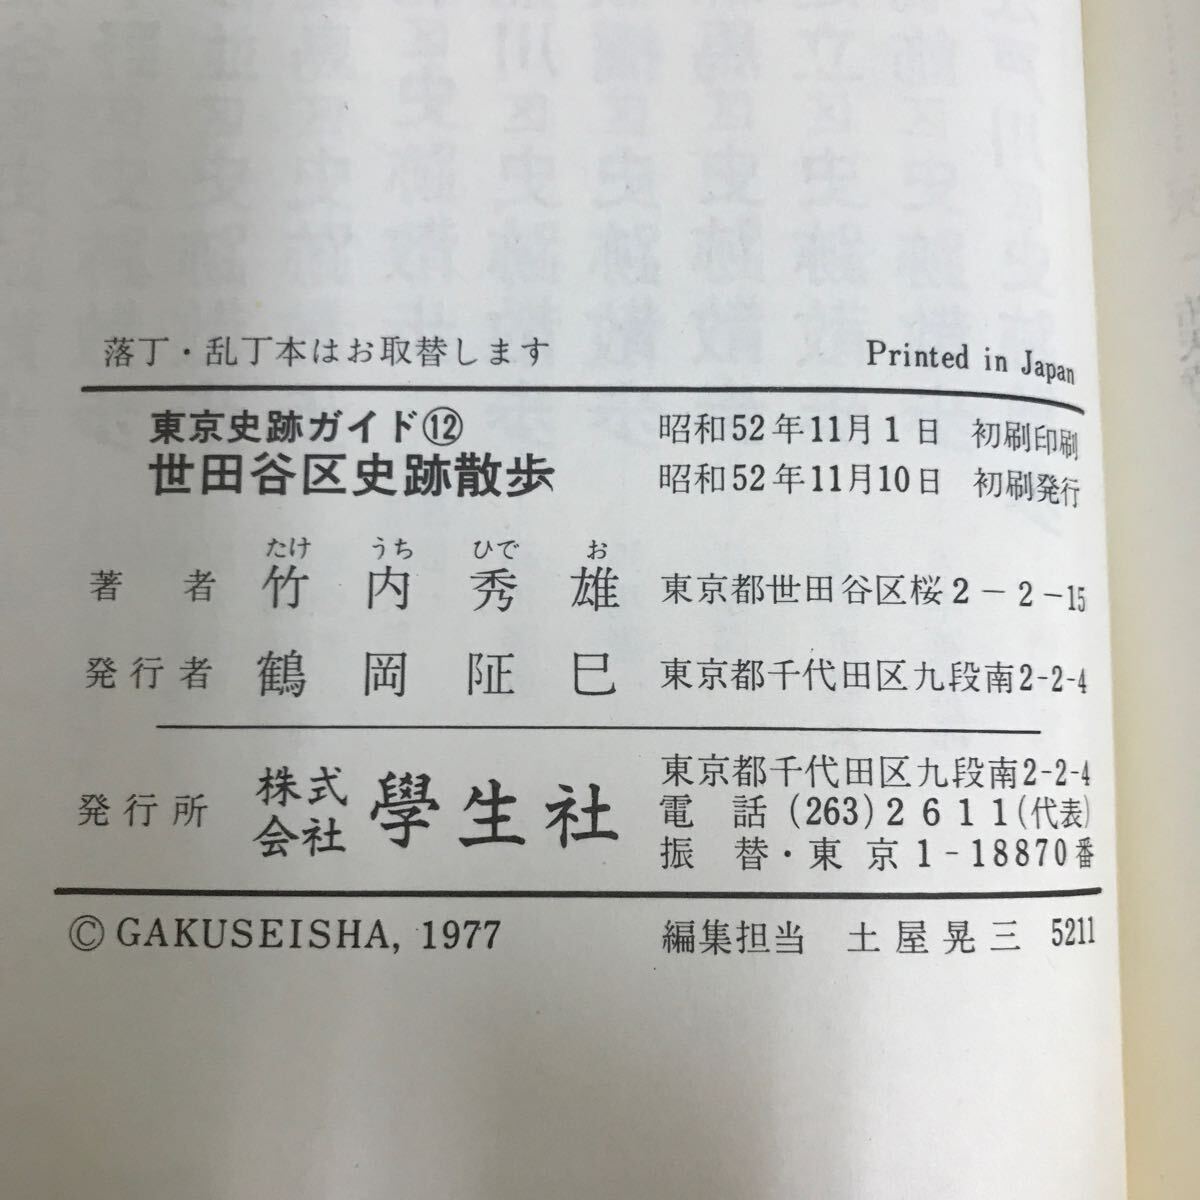 落丁・乱丁本はお取替します
Printed in Japan
東京史跡ガイド⑫
世田谷区史跡散歩
昭和52年11月1日 初刷印刷
昭和52年11月10日 初刷発行
たけ うち ひで お
著者 竹内秀雄 東京都世田谷区桜2-2-15
発行者 鶴岡阷巳 東京都千代田区九段南2-2-4
発行所 株式会社 學生社
東京都千代田区九段南2-2-4
電話(263)2611(代表)
振替・東京1-18870番
© GAKUSEISHA, 1977
編集担当 土屋晃三 5211